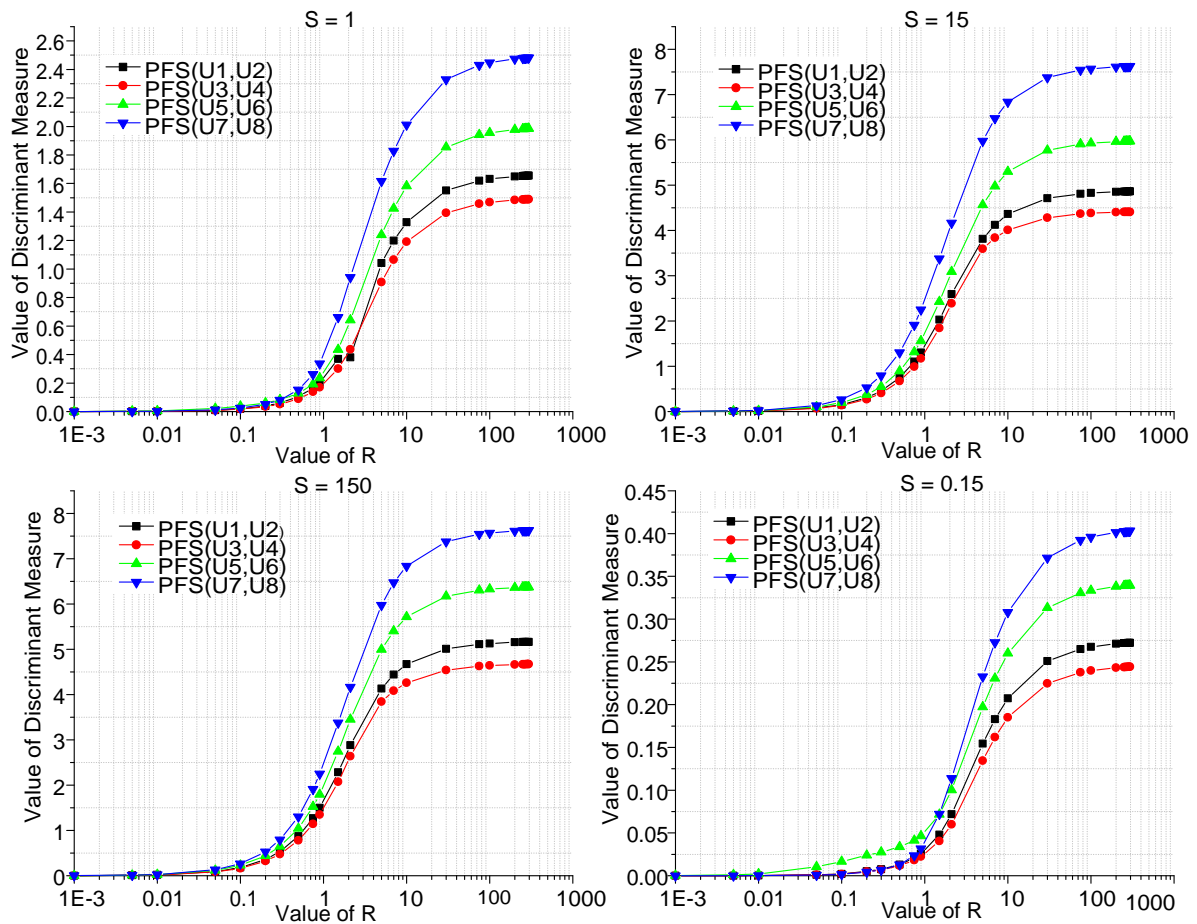 S = 1
Value of Discriminant Measure
2.6
2.4
2.2
2.0
1.8
1.6
1.4
1.2
1.0
0.8
0.6
0.4
0.2
0.0
PFS(U1,U2)
PFS(U3,U4)
PFS(U5,U6)
PFS(U7,U8)
1E-3
0.01
0.1
1
10
100
1000
Value of R
S = 15
Value of Discriminant Measure
8
7
6
5
4
3
2
1
0
PFS(U1,U2)
PFS(U3,U4)
PFS(U5,U6)
PFS(U7,U8)
1E-3
0.01
0.1
1
10
100
1000
Value of R
S = 150
Value of Discriminant Measure
8
7
6
5
4
3
2
1
0
PFS(U1,U2)
PFS(U3,U4)
PFS(U5,U6)
PFS(U7,U8)
1E-3
0.01
0.1
1
10
100
1000
Value of R
S = 0.15
Value of Discriminant Measure
0.45
0.40
0.35
0.30
0.25
0.20
0.15
0.10
0.05
0.00
PFS(U1,U2)
PFS(U3,U4)
PFS(U5,U6)
PFS(U7,U8)
1E-3
0.01
0.1
1
10
100
1000
Value of R